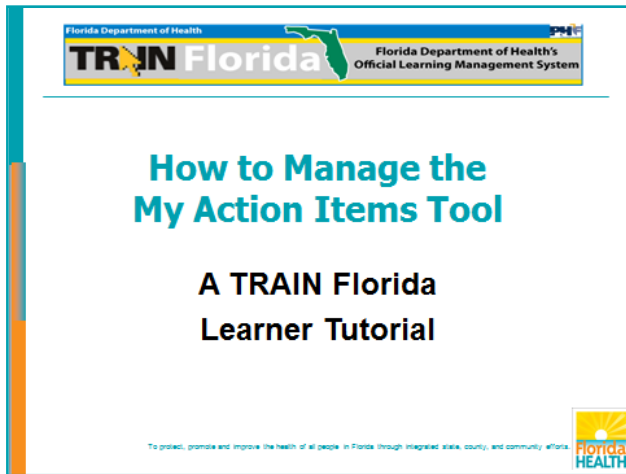 Florida Department of Health
PHF
TRAIN Florida
Florida Department of Health's
Official Learning Management System
How to Manage the
My Action Items Tool
A TRAIN Florida
Learner Tutorial
To protect, promote and improve the health of all people in Florida through integrated state, county, and community efforts.
Florida
HEALTH